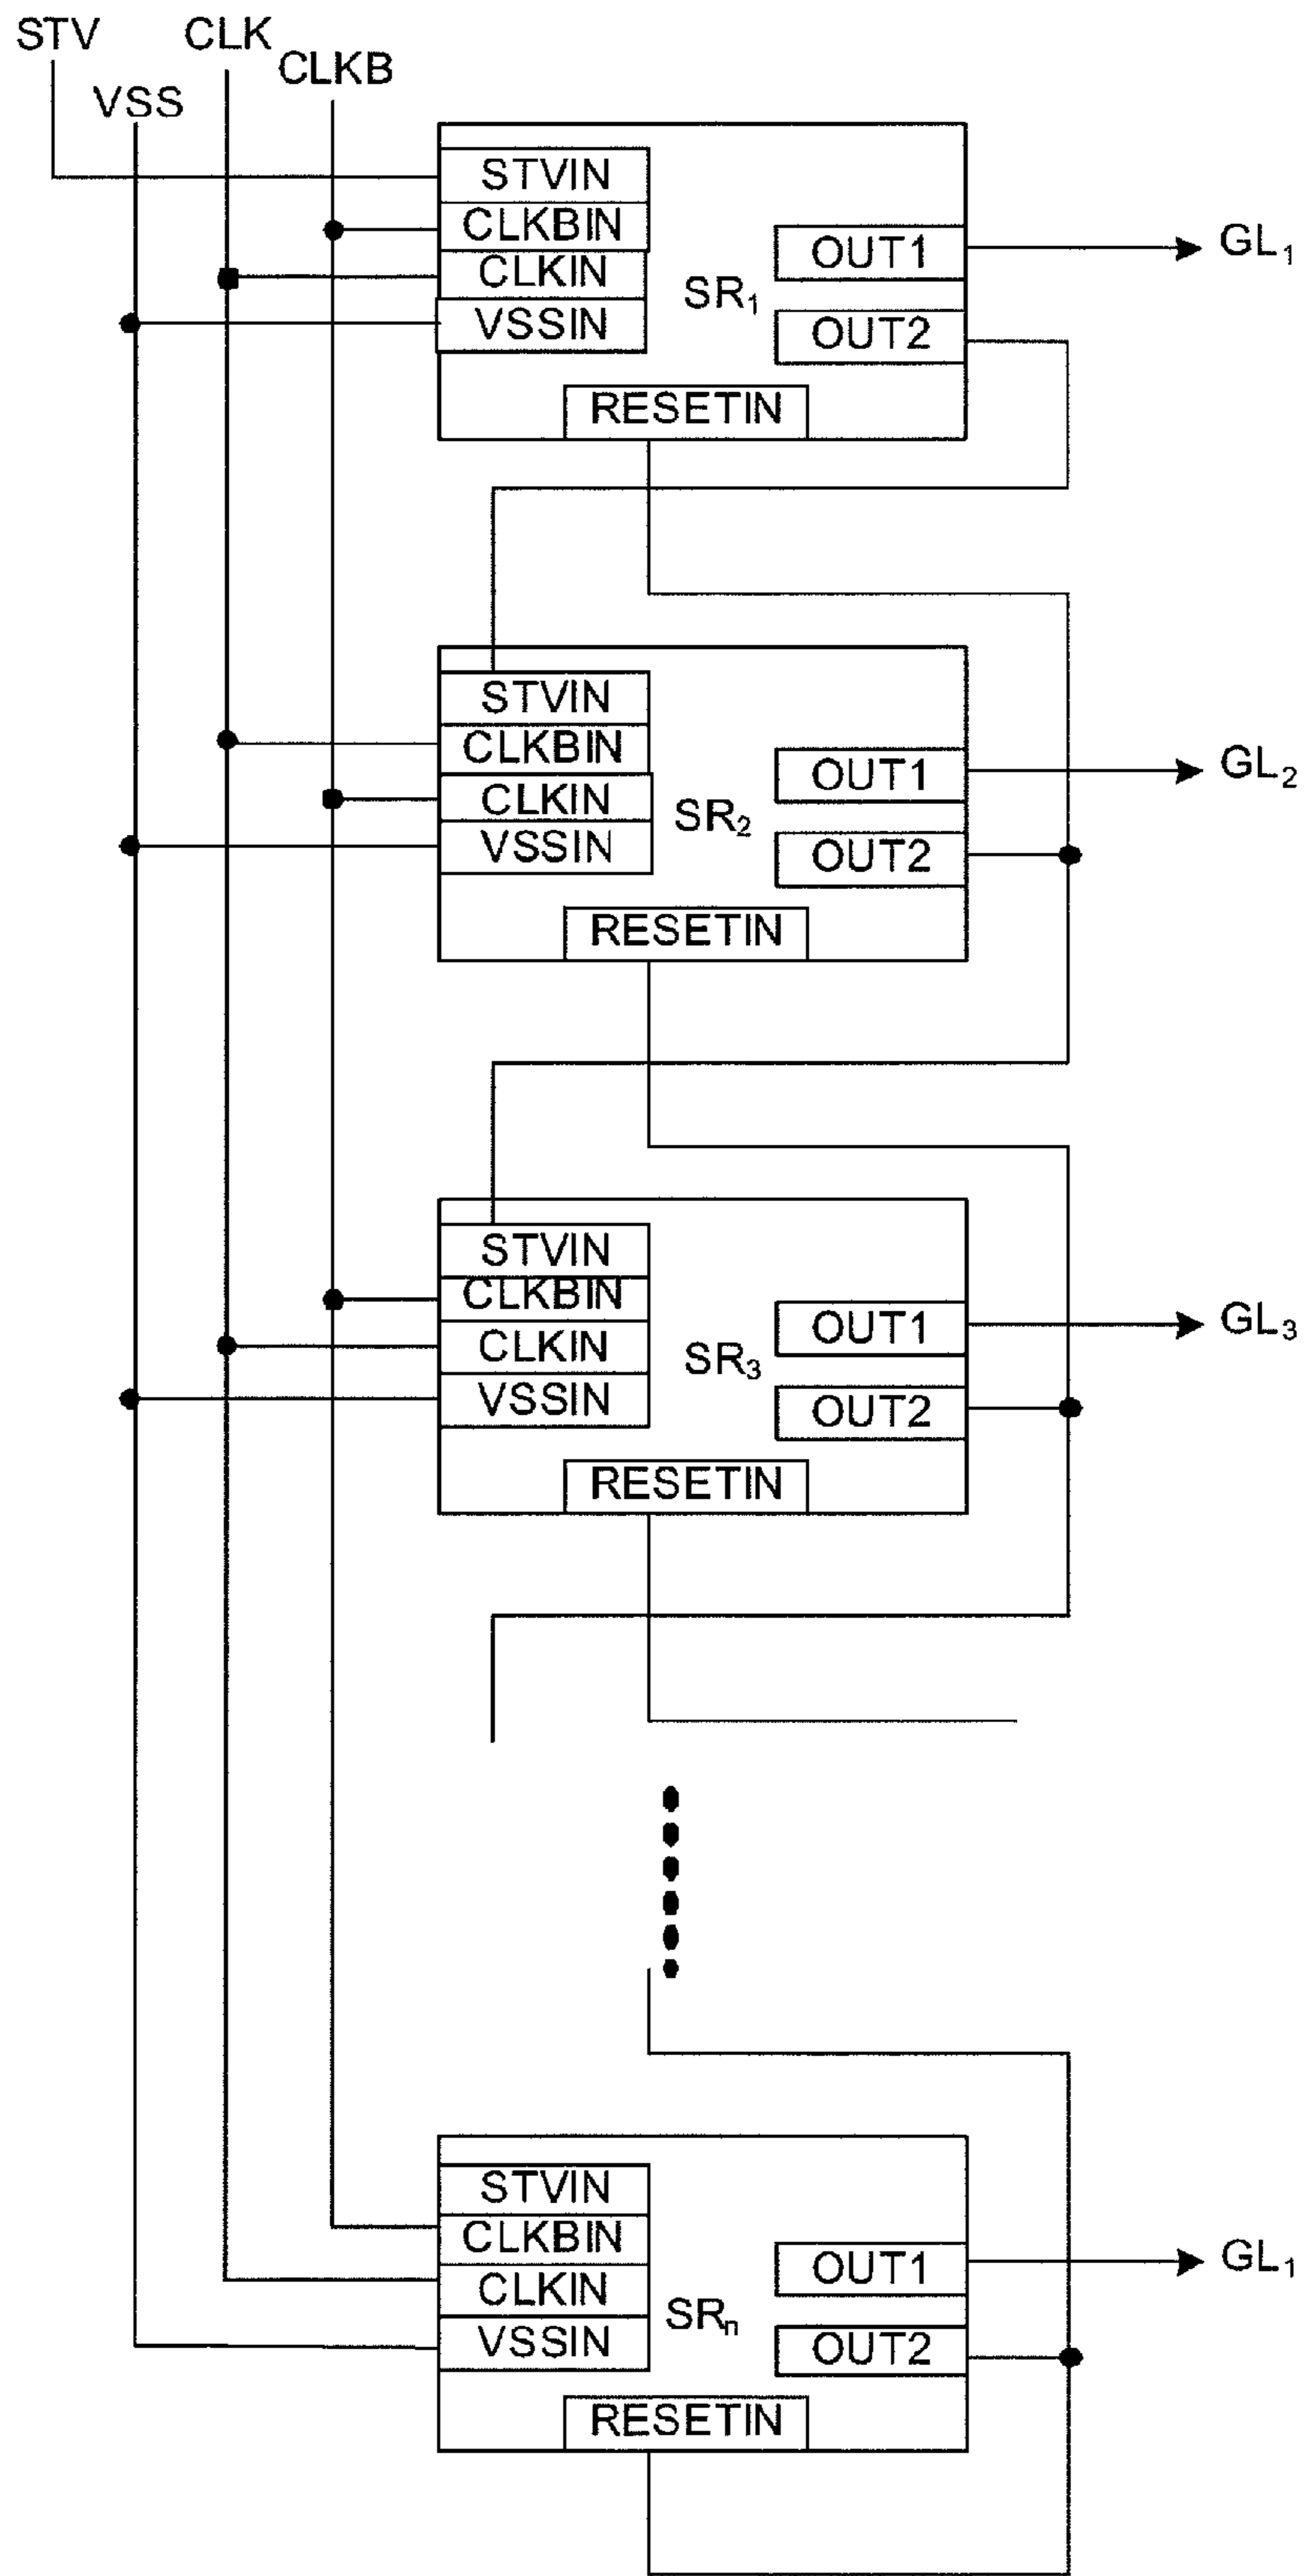 STV
CLK
CLKB
VSS
STVIN
CLKBIN
CLKIN
VSSIN
SR1
OUT1
OUT2
RESETIN
GL1
STVIN
CLKBIN
CLKIN
VSSIN
SR2
OUT1
OUT2
RESETIN
GL2
STVIN
CLKBIN
CLKIN
VSSIN
SR3
OUT1
OUT2
RESETIN
GL3
STVIN
CLKBIN
CLKIN
VSSIN
SRn
OUT1
OUT2
RESETIN
GL1